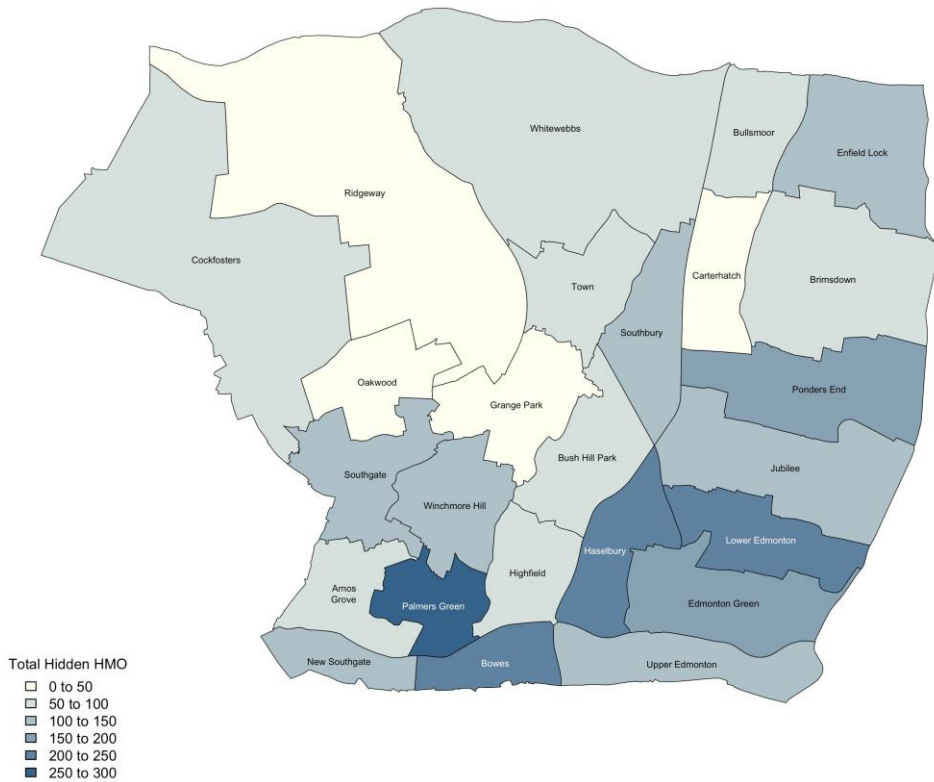 Whitewebbs
Bullsmoor
Enfield Lock
Ridgeway
Cockfosters
Carterhatch
Brimsdown
Town
Southbury
Oakwood
Ponders End
Grange Park
Bush Hill Park
Jubilee
Southgate
Winchmore Hill
Lower Edmonton
Haselbury
Highfield
Amos
Grove
Palmers Green
Edmonton Green
New Southgate
Bowes
Upper Edmonton
Total Hidden HMO
0 to 50
50 to 100
100 to 150
150 to 200
200 to 250
250 to 300